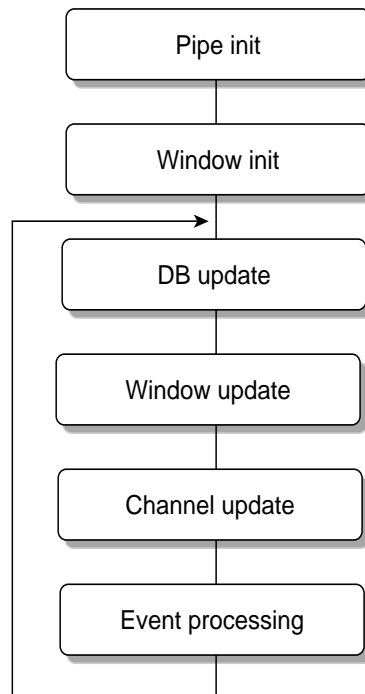 Pipe init
Window init
DB update
Window update
Channel update
Event processing